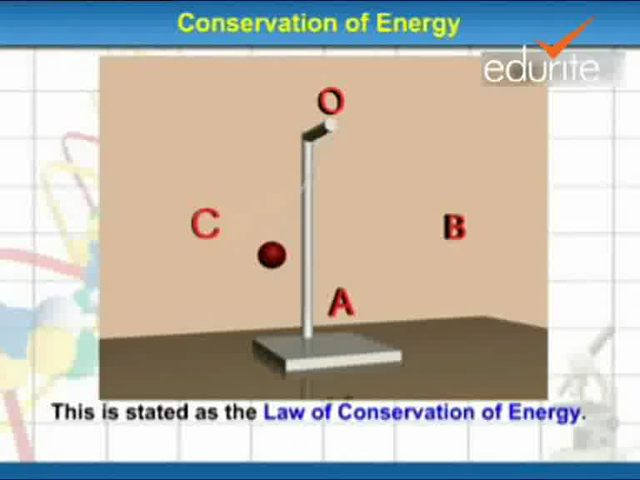 Conservation of Energy
edurite
O
C
B
A
This is stated as the Law of Conservation of Energy.